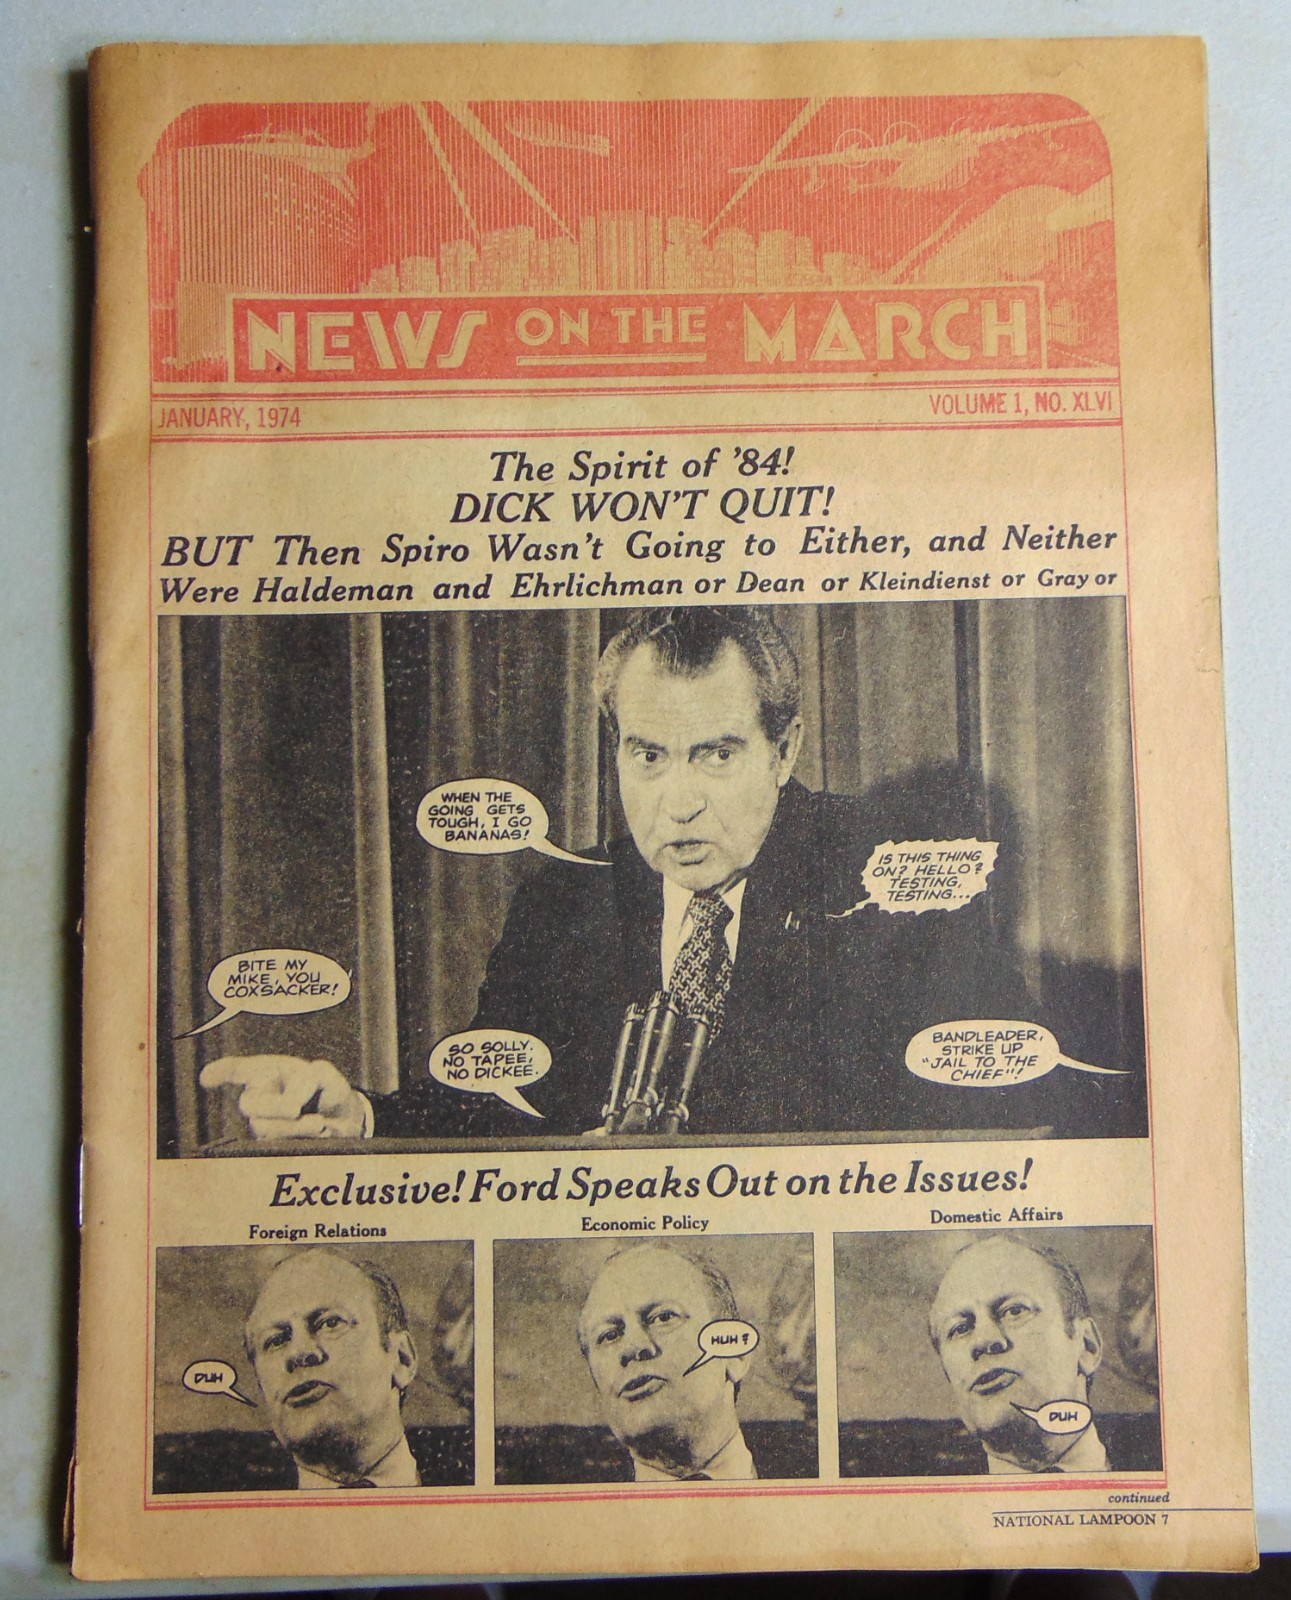 NEWS ON THE MARCH
JANUARY, 1974
VOLUME 1, NO. XLVI
The Spirit of '84!
DICK WON'T QUIT!
BUT Then Spiro Wasn't Going to Either, and Neither
Were Haldeman and Ehrlichman or Dean or Kleindienst or Gray or
WHEN THE
GOING GETS
TOUGH, I GO
BANANAS!
IS THIS THING
ON? HELLO?
TESTING,
TESTING...
BITE MY
MIKE, YOU
COXSACKER!
SO SOLLY.
NO TAPEE,
NO DICKEE.
BANDLEADER,
STRIKE UP
"JAIL TO THE
CHIEF"!
Exclusive! Ford Speaks Out on the Issues!
Foreign Relations
Economic Policy
Domestic Affairs
DUH
HUH?
DUH
continued
NATIONAL LAMPOON 7